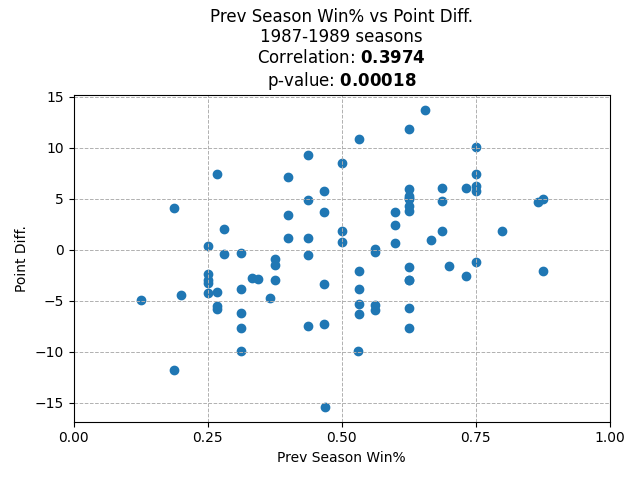 Prev Season Win% vs Point Diff.
1987-1989 seasons
Correlation: 0.3974
p-value: 0.00018
15
10
5
0
−5
−10
−15
Point Diff.
0.00 0.25 0.50 0.75 1.00
Prev Season Win%